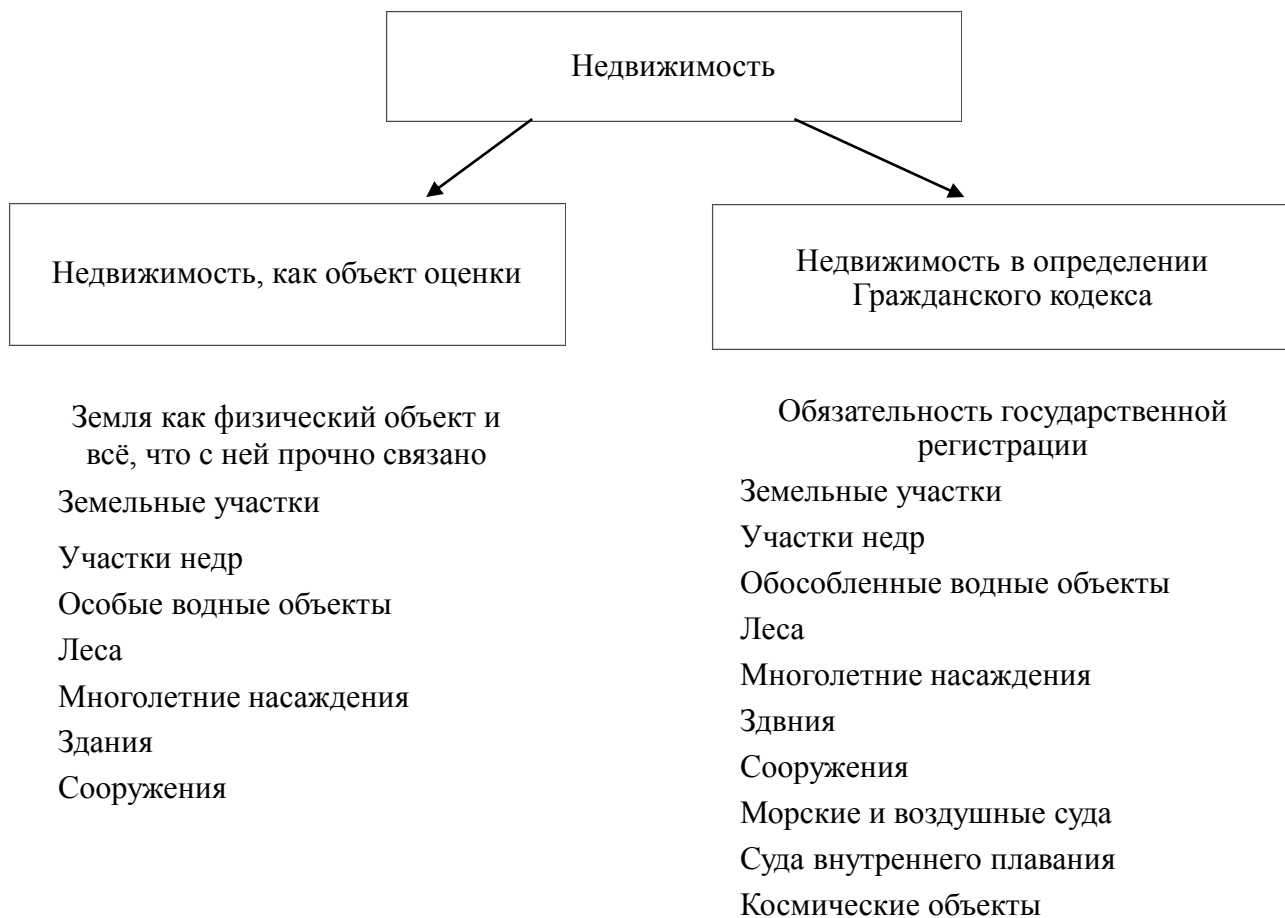 Недвижимость
Недвижимость, как объект оценки
Недвижимость в определении
Гражданского кодекса
Земля как физический объект и
всё, что с ней прочно связано
Земельные участки
Участки недр
Особые водные объекты
Леса
Многолетние насаждения
Здания
Сооружения
Обязательность государственной
регистрации
Земельные участки
Участки недр
Обособленные водные объекты
Леса
Многолетние насаждения
Здвния
Сооружения
Морские и воздушные суда
Суда внутреннего плавания
Космические объекты